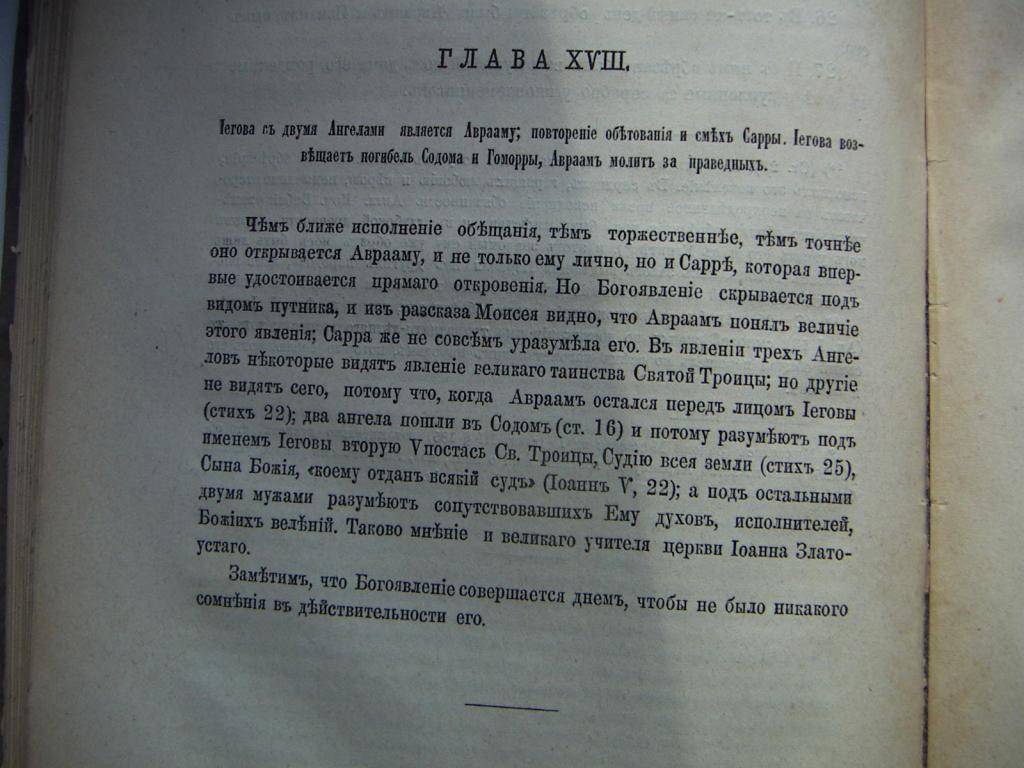 ГЛАВА XVIII.
Іегова съ двумя Ангелами является Аврааму; повтореніе обѣтованія и смѣхъ Сарры. Іегова воз-
вѣщаетъ погибель Содома и Гоморры, Авраамъ молитъ за праведныхъ.
Чѣмъ ближе исполненіе обѣщанія, тѣмъ торжественнѣе, тѣмъ точнѣе
оно открывется Аврааму, и не только ему лично, но и Саррѣ, которая впер-
вые удостоивается прямаго откровенія. Но Богоявленіе скрывается подъ
видомъ путника, и изъ разсказа Моисея видно, что Авраамъ понялъ величіе
этого явленія; Сарра же не совсѣмъ уразумѣла его. Въ явленіи трехъ Анге-
ловъ нѣкоторые видятъ явленіе великаго таинства Святой Троицы; но другіе
не видятъ сего, потому что, когда Авраамъ остался передъ лицомъ Іеговы
(стихъ 22); два ангела пошли въ Содомъ (ст. 16) и потому разумѣютъ подъ
именемъ Іеговы вторую Ѵпостась Св. Троицы, Судію всея земли (стихъ 25),
Сына Божія, «коему отданъ всякій судъ» (Іоаннъ V, 22); а подъ остальными
двумя мужами разумѣютъ сопутствовавшихъ Ему духовъ, исполнителей,
Божіихъ велѣній. Таково мнѣніе и великаго учителя церкви Іоанна Злато-
устаго.
Замѣтимъ, что Богоявленіе совершается днемъ, чтобы не было никакого
сомнѣнія въ дѣйствительности его.